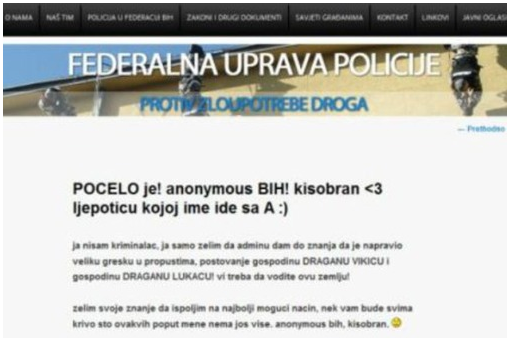 O NAMA NAŠ TIM POLICIJA U FEDERACIJI BIH ZAKONI I DRUGI DOKUMENTI SAVJETI GRAĐANIMA KONTAKT LINKOVI JAVNI OGLASI
FEDERALNA UPRAVA POLICIJE
PROTIV ZLOUPOTREBE DROGA
← Prethodno
POCELO je! anonymous BIH! kisobran <3
ljepoticu kojoj ime ide sa A :)
ja nisam kriminalac, ja samo zelim da adminu dam do znanja da je napravio
veliku gresku u propustima, postovanje gospodinu DRAGANU VIKICU i
gospodinu DRAGANU LUKACU! vi treba da vodite ovu zemlju!
zelim svoje znanje da ispoljim na najbolji moguci nacin, nek vam bude svima
krivo sto ovakvih poput mene nema jos vise. anonymous bih, kisobran. 🙂